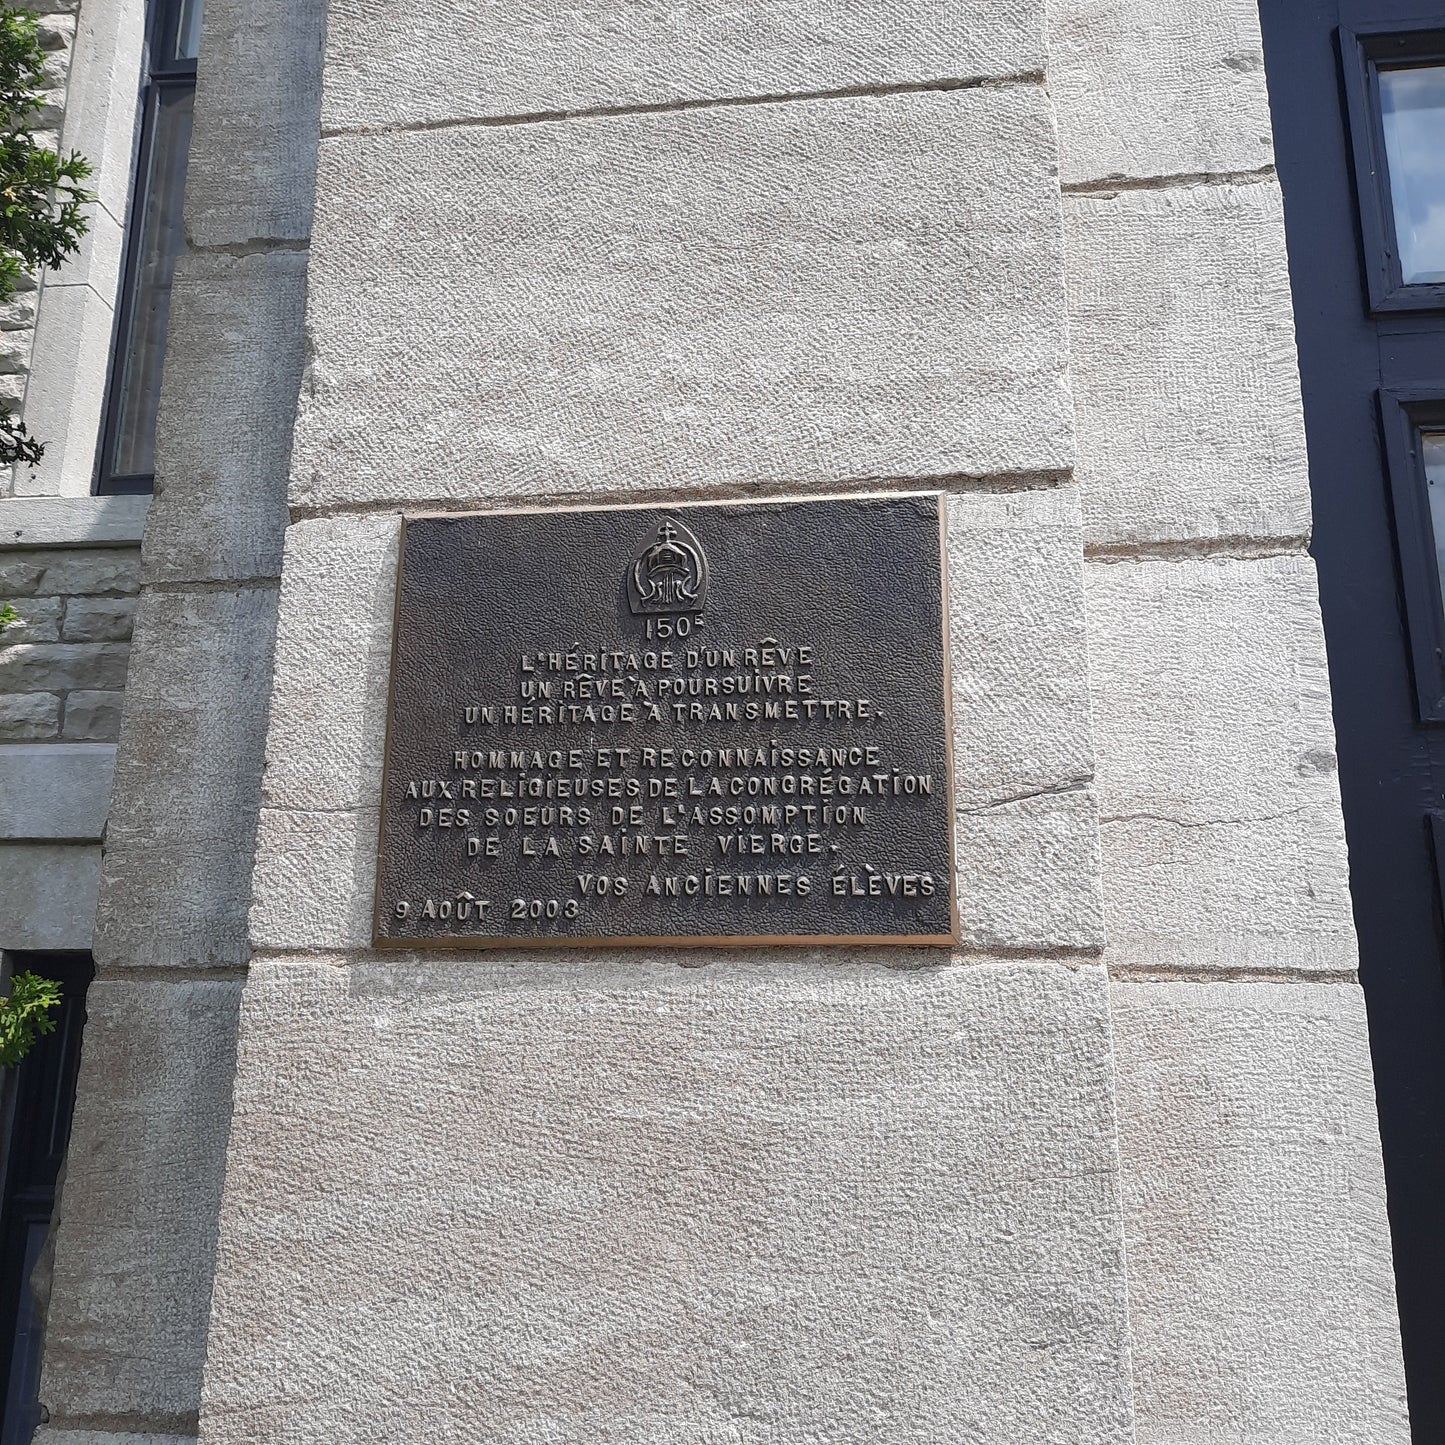 150E
L'HÉRITAGE D'UN RÊVE
UN RÊVE À POURSUIVRE
UN HÉRITAGE À TRANSMETTRE.
HOMMAGE ET RECONNAISSANCE
AUX RELIGIEUSES DE LA CONGRÉGATION
DES SOEURS DE L'ASSOMPTION
DE LA SAINTE VIERGE.
VOS ANCIENNES ÉLÈVES
9 AOÛT 2003